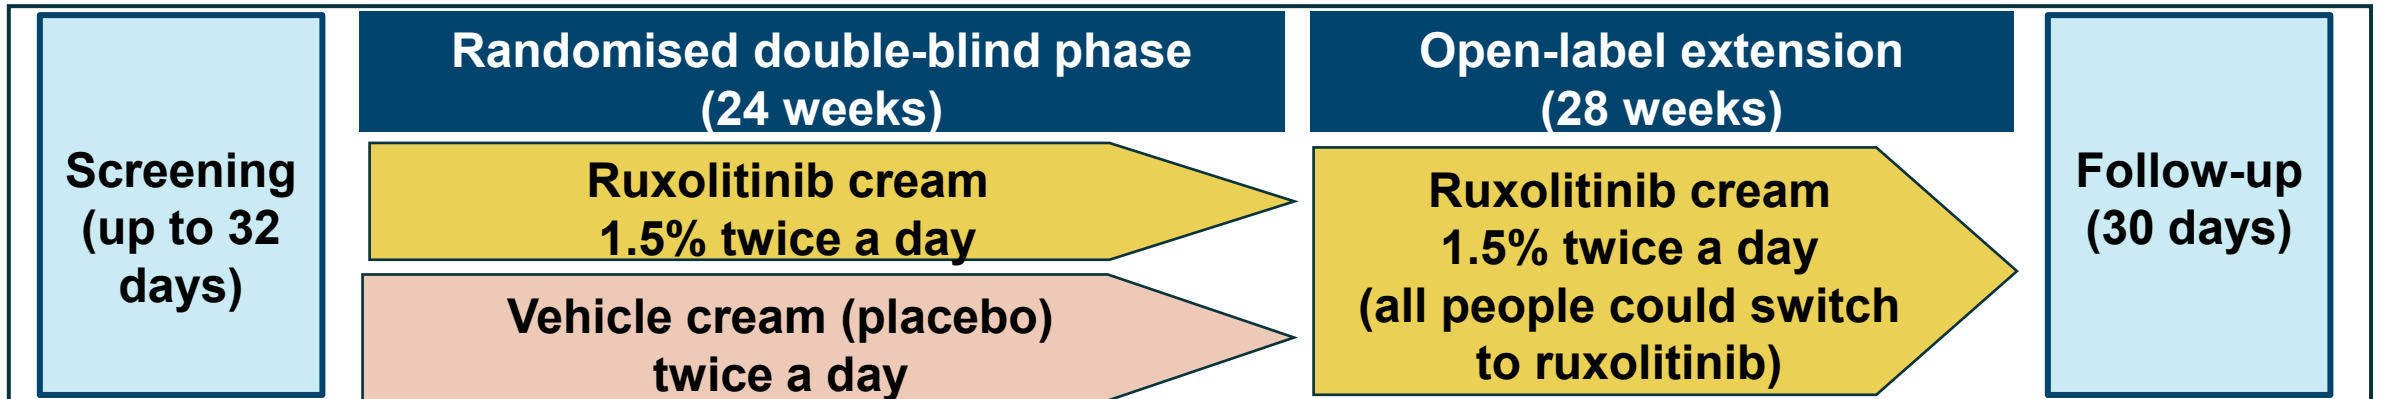 Screening
(up to 32
days)
Randomised double-blind phase
(24 weeks)
Ruxolitinib cream
1.5% twice a day
Vehicle cream (placebo)
twice a day
Open-label extension
(28 weeks)
Ruxolitinib cream
1.5% twice a day
(all people could switch
to ruxolitinib)
Follow-up
(30 days)